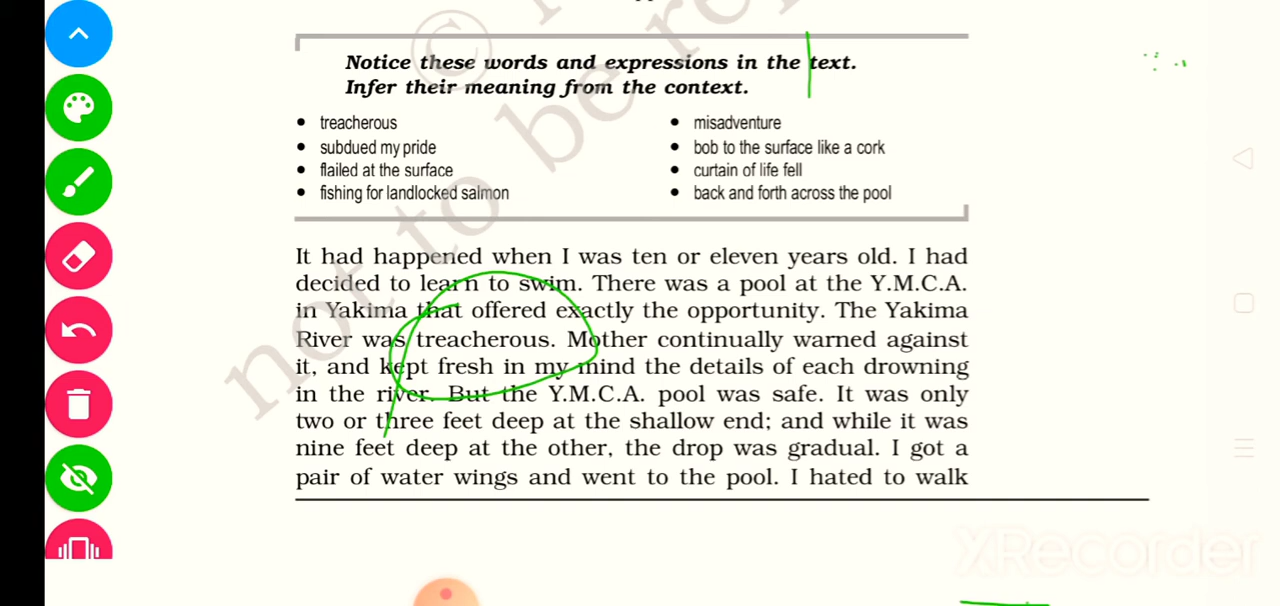 Notice these words and expressions in the text.
Infer their meaning from the context.
• treacherous
• subdued my pride
• flailed at the surface
• fishing for landlocked salmon
• misadventure
• bob to the surface like a cork
• curtain of life fell
• back and forth across the pool
It had happened when I was ten or eleven years old. I had
decided to learn to swim. There was a pool at the Y.M.C.A.
in Yakima that offered exactly the opportunity. The Yakima
River was treacherous. Mother continually warned against
it, and kept fresh in my mind the details of each drowning
in the river. But the Y.M.C.A. pool was safe. It was only
two or three feet deep at the shallow end; and while it was
nine feet deep at the other, the drop was gradual. I got a
pair of water wings and went to the pool. I hated to walk
not to be rep
XRecorder